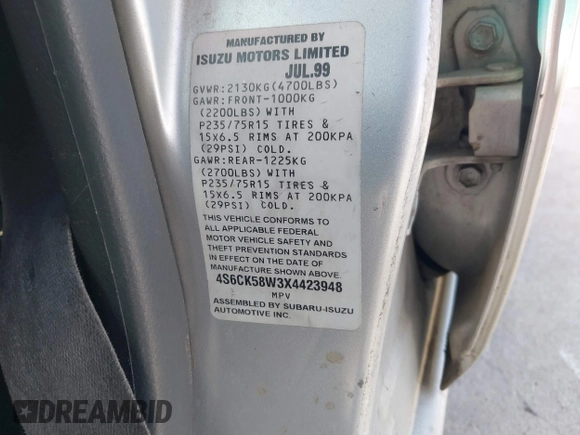 MANUFACTURED BY
ISUZU MOTORS LIMITED
JUL.99
GVWR:2130KG(4700LBS)
GAWR:FRONT-1000KG
(2200LBS) WITH
P235/75R15 TIRES &
15X6.5 RIMS AT 200KPA
(29PSI) COLD.
GAWR:REAR-1225KG
(2700LBS) WITH
P235/75R15 TIRES &
15X6.5 RIMS AT 200KPA
(29PSI) COLD.
THIS VEHICLE CONFORMS TO
ALL APPLICABLE FEDERAL
MOTOR VEHICLE SAFETY AND
THEFT PREVENTION STANDARDS
IN EFFECT ON THE DATE OF
MANUFACTURE SHOWN ABOVE.
4S6CK58W3X4423948
MPV
ASSEMBLED BY SUBARU-ISUZU
AUTOMOTIVE INC.
DREAMBID